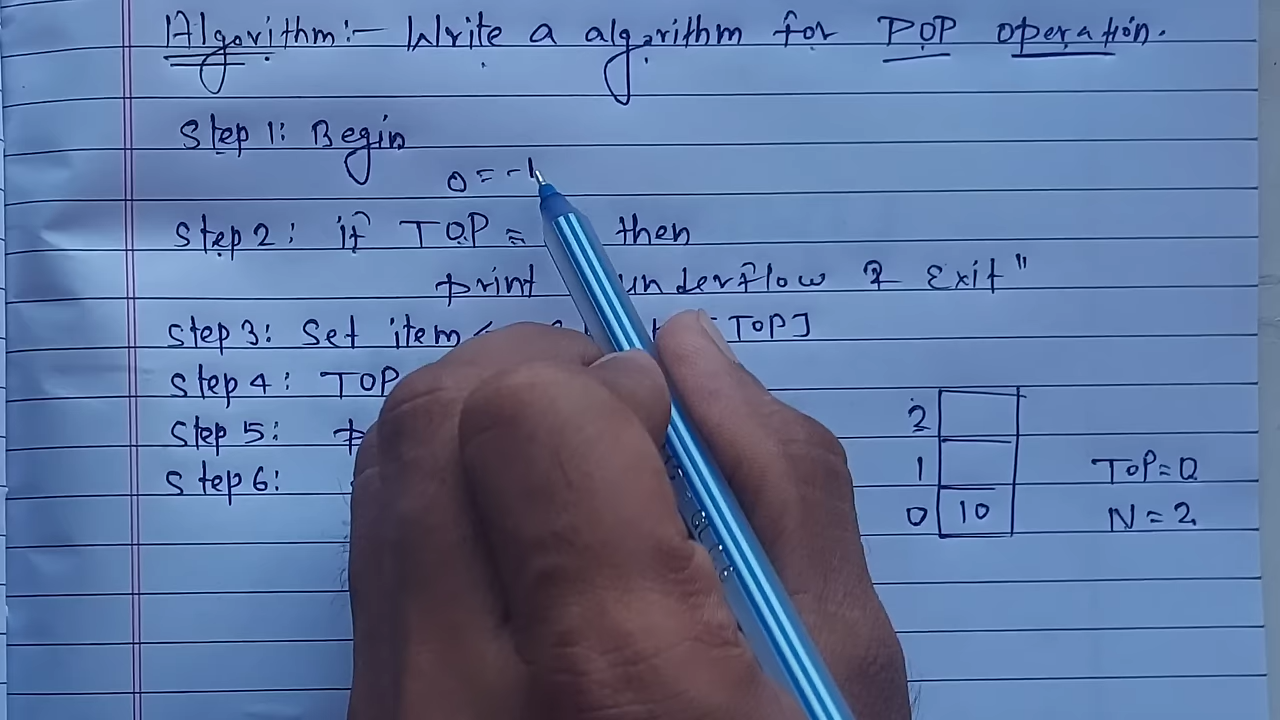 Algorithm:- Write a algorithm for POP operation.
Step 1: Begin
0 = -1
Step 2: if TOP = then
print underflow & Exit"
Step 3: Set item [TOP]
Step 4: TOP
Step 5:
Step 6:
2
1 TOP=0
0 10 N = 2